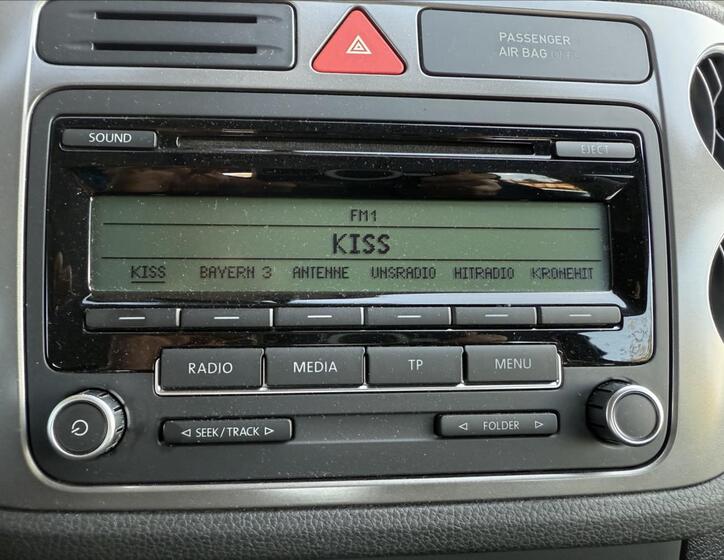 PASSENGER
AIR BAG OFF
SOUND
EJECT
FM1
KISS
KISS BAYERN 3 ANTENNE UNSRADIO HITRADIO KRONEHIT
RADIO MEDIA TP MENU
SEEK/TRACK FOLDER